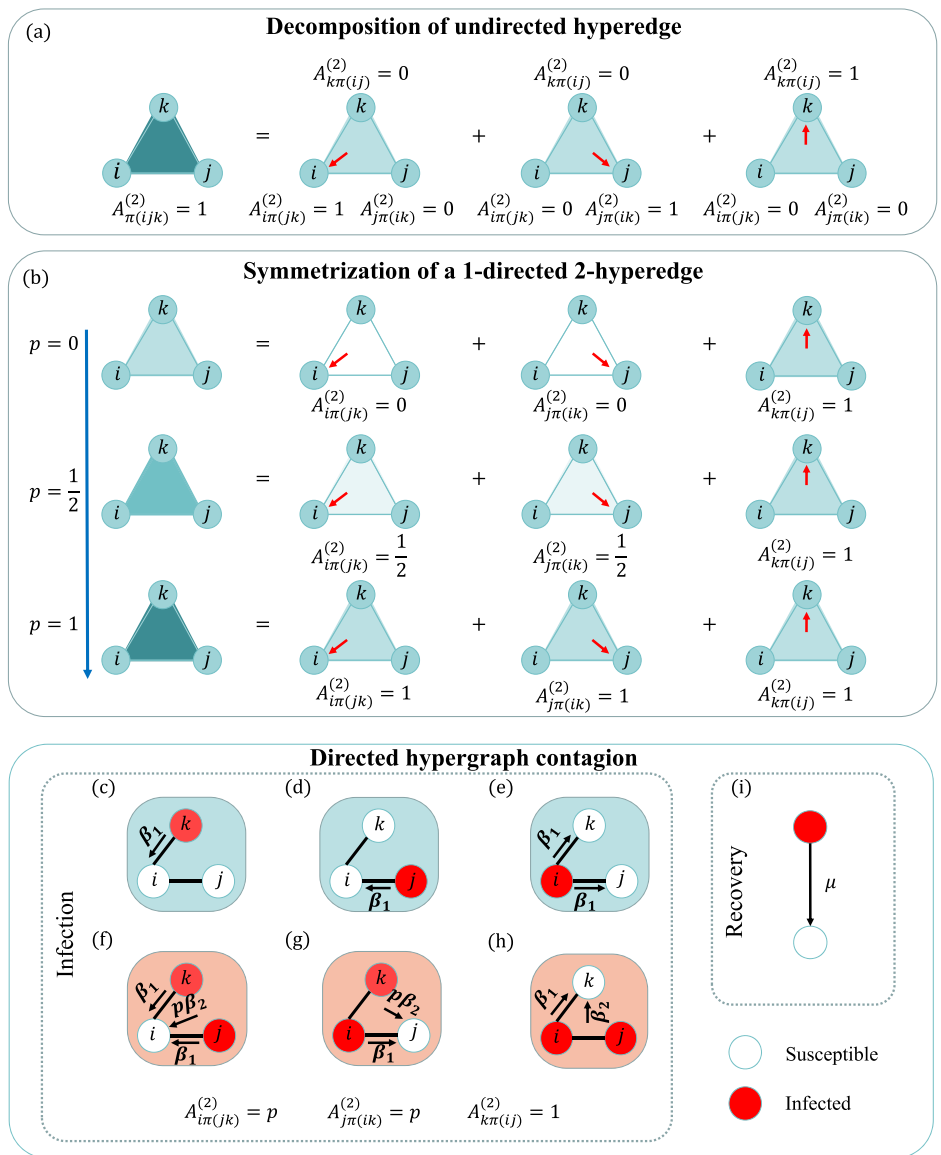 (a) Decomposition of undirected hyperedge
A^{(2)}_{kπ(ij)} = 0 A^{(2)}_{kπ(ij)} = 0 A^{(2)}_{kπ(ij)} = 1
k k k k
= + +
i j i j i j i j
A^{(2)}_{π(ijk)} = 1 A^{(2)}_{iπ(jk)} = 1 A^{(2)}_{jπ(ik)} = 0 A^{(2)}_{iπ(jk)} = 0 A^{(2)}_{jπ(ik)} = 1 A^{(2)}_{iπ(jk)} = 0 A^{(2)}_{jπ(ik)} = 0
(b) Symmetrization of a 1-directed 2-hyperedge
k k k k
p = 0 = + +
i j i j i j i j
A^{(2)}_{iπ(jk)} = 0 A^{(2)}_{jπ(ik)} = 0 A^{(2)}_{kπ(ij)} = 1
k k k k
p = 1/2 = + +
i j i j i j i j
A^{(2)}_{iπ(jk)} = 1/2 A^{(2)}_{jπ(ik)} = 1/2 A^{(2)}_{kπ(ij)} = 1
k k k k
p = 1 = + +
i j i j i j i j
A^{(2)}_{iπ(jk)} = 1 A^{(2)}_{jπ(ik)} = 1 A^{(2)}_{kπ(ij)} = 1
Directed hypergraph contagion
Infection
(c) (d) (e)
β₁ k k β₁ k
i j i j i j
β₁ β₁
(f) (g) (h)
β₁ k k β₁ k
pβ₂ pβ₂ β₂
i j i j i j
β₁ β₁
A^{(2)}_{iπ(jk)} = p A^{(2)}_{jπ(ik)} = p A^{(2)}_{kπ(ij)} = 1
(i)
Recovery
μ
Susceptible
Infected